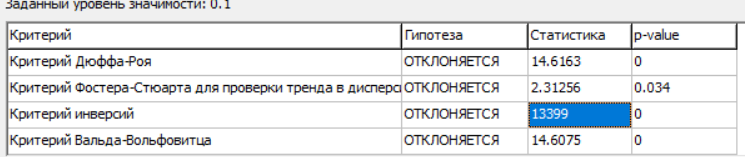 Заданный уровень значимости: 0.1
Критерий Гипотеза Статистика p-value
Критерий Дюффа-Роя ОТКЛОНЯЕТСЯ 14.6163 0
Критерий Фостера-Стюарта для проверки тренда в дисперси ОТКЛОНЯЕТСЯ 2.31256 0.034
Критерий инверсий ОТКЛОНЯЕТСЯ 13399 0
Критерий Вальда-Вольфовитца ОТКЛОНЯЕТСЯ 14.6075 0